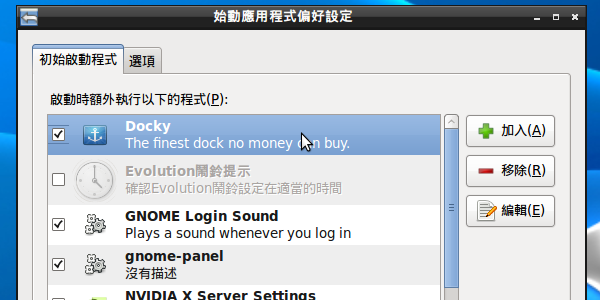 始動應用程式偏好設定
初始啟動程式
選項
啟動時額外執行以下的程式(P):
Docky
The finest dock no money can buy.
加入(A)
Evolution鬧鈴提示
確認Evolution鬧鈴設定在適當的時間
移除(R)
GNOME Login Sound
Plays a sound whenever you log in
編輯(E)
gnome-panel
沒有描述
NVIDIA X Server Settings